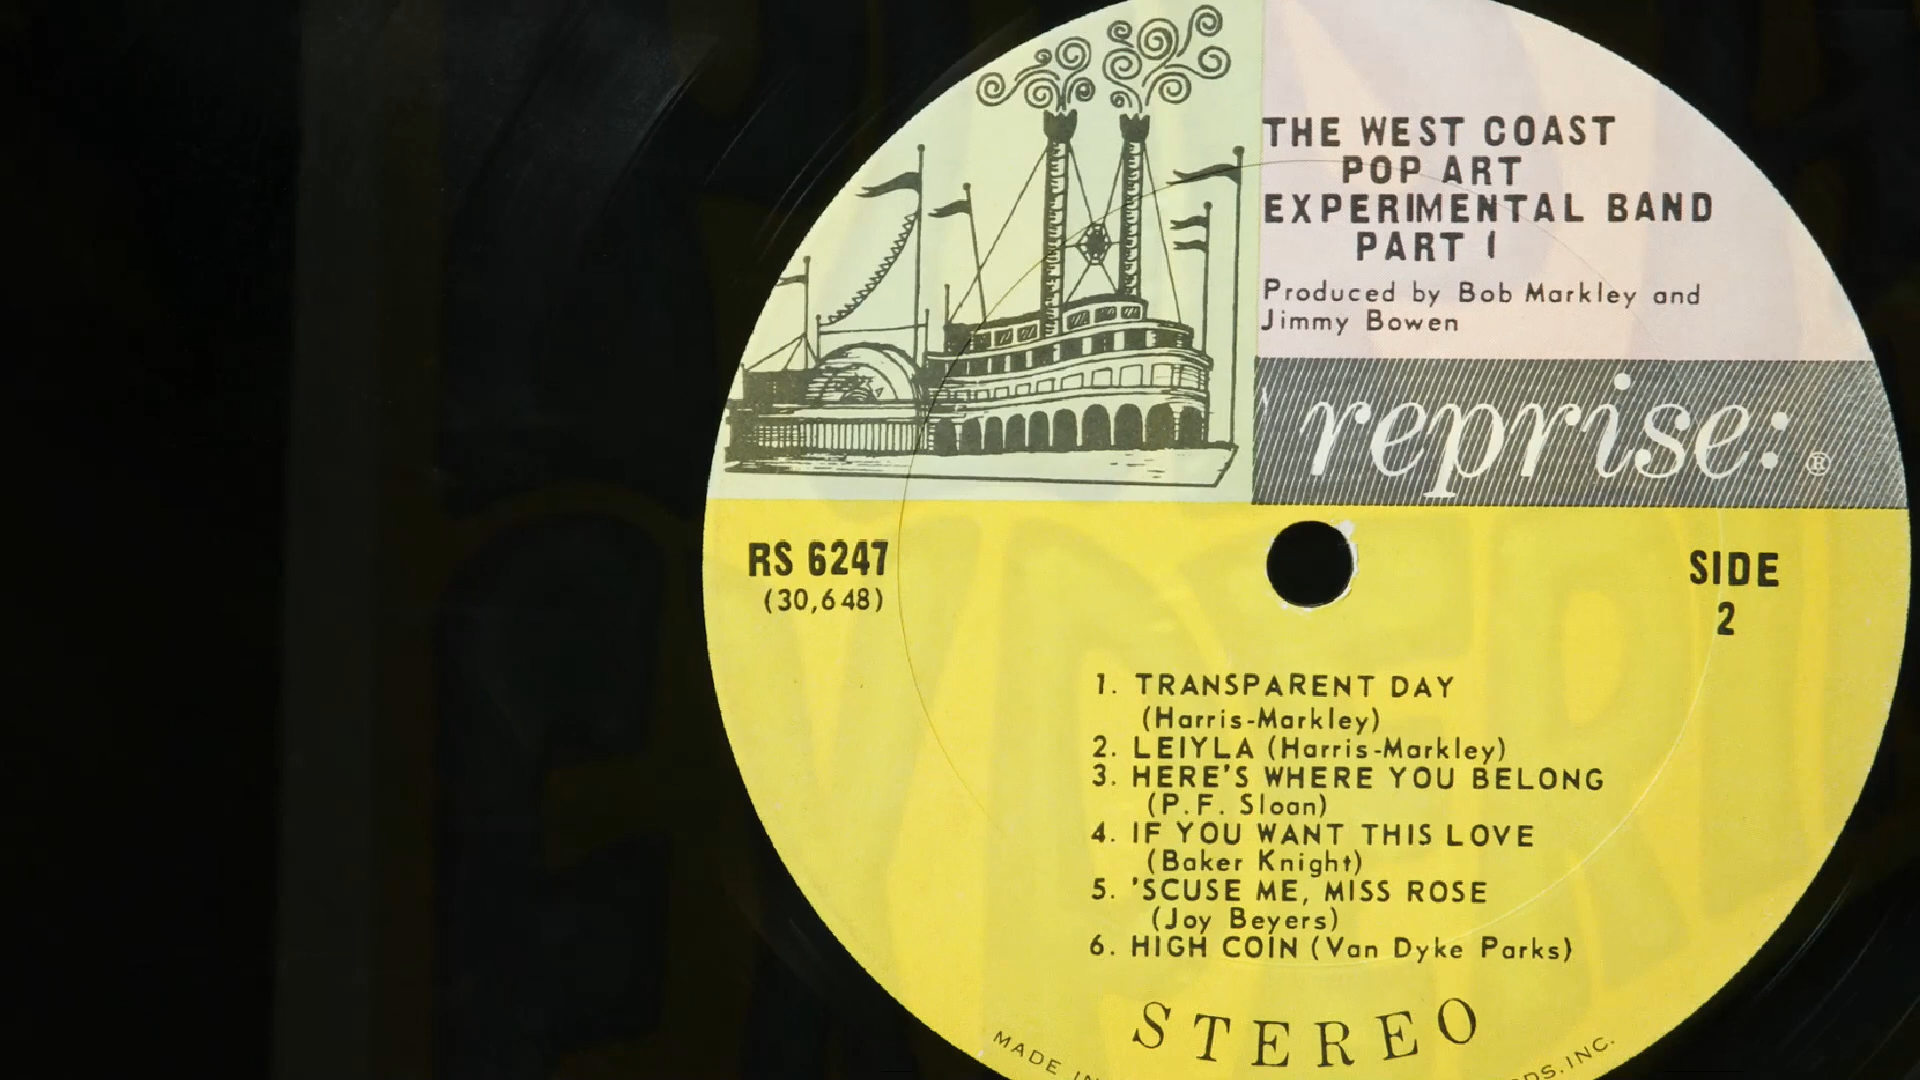 THE WEST COAST
POP ART
EXPERIMENTAL BAND
PART I
Produced by Bob Markley and
Jimmy Bowen
reprise:®
RS 6247
(30,648)
SIDE
2
1. TRANSPARENT DAY
(Harris-Markley)
2. LEIYLA (Harris-Markley)
3. HERE'S WHERE YOU BELONG
(P.F. Sloan)
4. IF YOU WANT THIS LOVE
(Baker Knight)
5. 'SCUSE ME, MISS ROSE
(Joy Beyers)
6. HIGH COIN (Van Dyke Parks)
STEREO
MADE IN
INC.